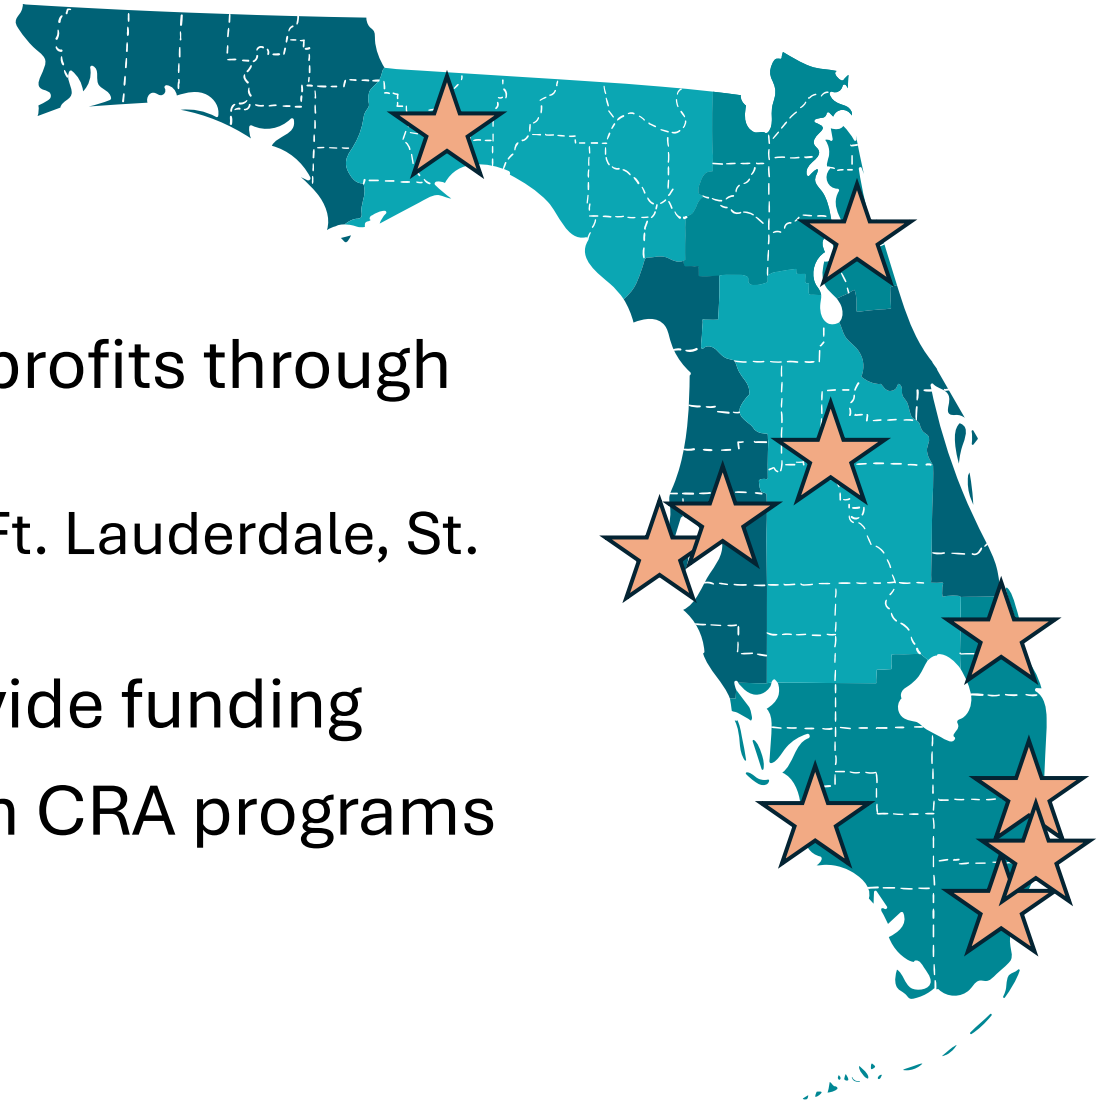 profits through
Ft. Lauderdale, St.
vide funding
n CRA programs